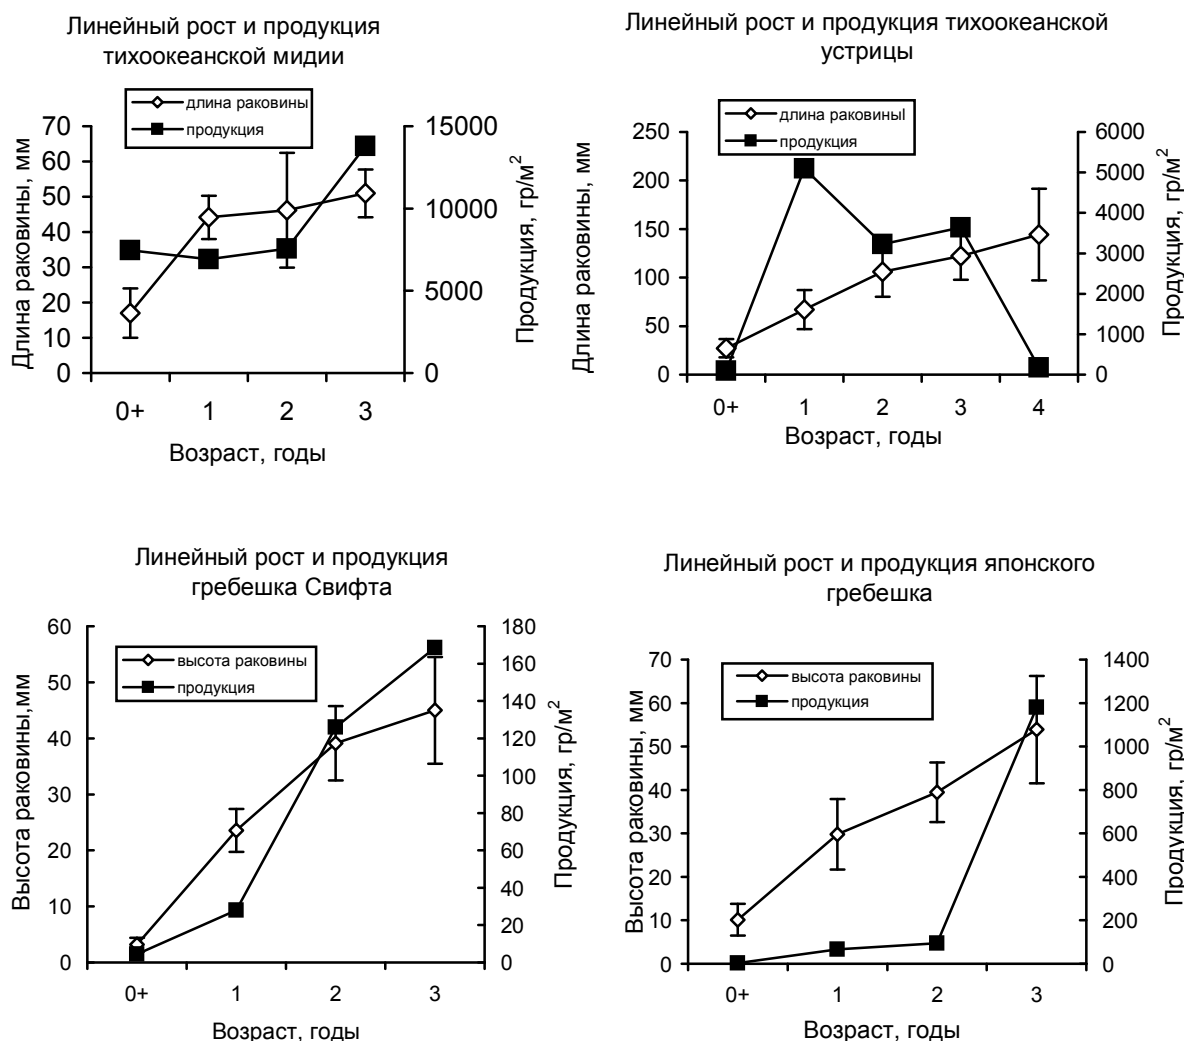 Линейный рост и продукция
тихоокеанской мидии
длина раковины
продукция
Длина раковины, мм
70
60
50
40
30
20
10
0
15000
10000
5000
0
Продукция, гр/м²
0+ 1 2 3
Возраст, годы
Линейный рост и продукция тихоокеанской
устрицы
длина раковиныI
продукция
Длина раковины, мм
250
200
150
100
50
0
6000
5000
4000
3000
2000
1000
0
Продукция, гр/м²
0+ 1 2 3 4
Возраст, годы
Линейный рост и продукция
гребешка Свифта
высота раковины
продукция
Высота раковины,мм
60
50
40
30
20
10
0
180
160
140
120
100
80
60
40
20
0
Продукция, гр/м²
0+ 1 2 3
Возраст, годы
Линейный рост и продукция японского
гребешка
высота раковины
продукция
Высота раковины, мм
70
60
50
40
30
20
10
0
1400
1200
1000
800
600
400
200
0
Продукция, гр/м²
0+ 1 2 3
Возраст, годы